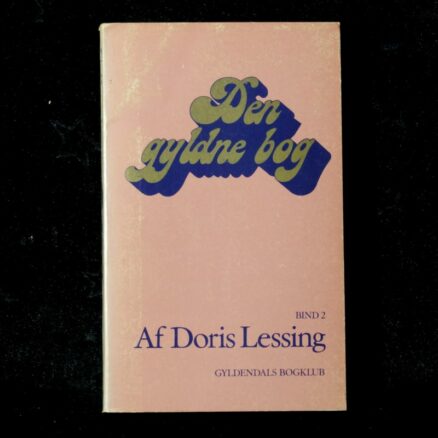 Den
gyldne bog
BIND 2
Af Doris Lessing
GYLDENDALS BOGKLUB